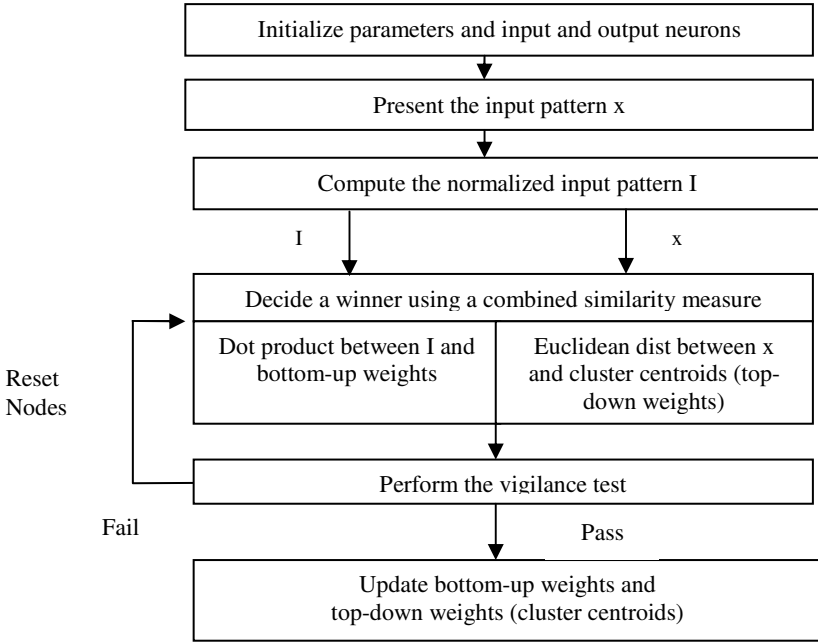 Initialize parameters and input and output neurons
Present the input pattern x
Compute the normalized input pattern I
I
x
Decide a winner using a combined similarity measure
Dot product between I and
bottom-up weights
Euclidean dist between x
and cluster centroids (top-
down weights)
Reset
Nodes
Perform the vigilance test
Fail
Pass
Update bottom-up weights and
top-down weights (cluster centroids)